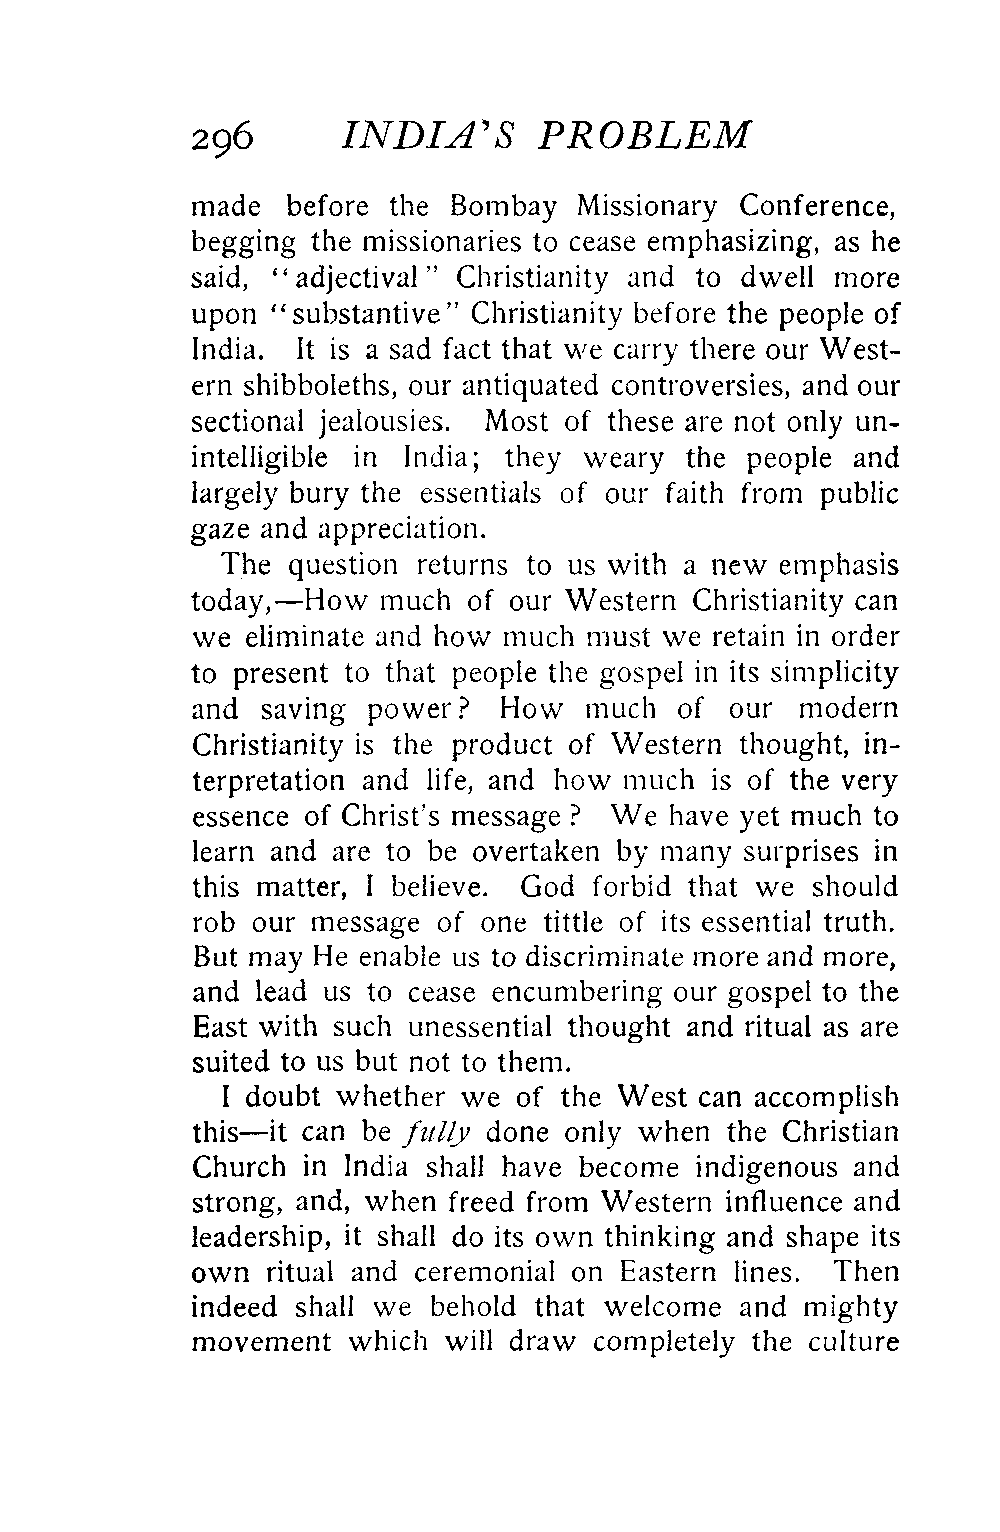 296 INDIA'S PROBLEM
made before the Bombay Missionary Conference,
begging the missionaries to cease emphasizing, as he
said, "adjectival" Christianity and to dwell more
upon "substantive" Christianity before the people of
India. It is a sad fact that we carry there our West-
ern shibboleths, our antiquated controversies, and our
sectional jealousies. Most of these are not only un-
intelligible in India; they weary the people and
largely bury the essentials of our faith from public
gaze and appreciation.
The question returns to us with a new emphasis
today,—How much of our Western Christianity can
we eliminate and how much must we retain in order
to present to that people the gospel in its simplicity
and saving power? How much of our modern
Christianity is the product of Western thought, in-
terpretation and life, and how much is of the very
essence of Christ's message? We have yet much to
learn and are to be overtaken by many surprises in
this matter, I believe. God forbid that we should
rob our message of one tittle of its essential truth.
But may He enable us to discriminate more and more,
and lead us to cease encumbering our gospel to the
East with such unessential thought and ritual as are
suited to us but not to them.
I doubt whether we of the West can accomplish
this—it can be fully done only when the Christian
Church in India shall have become indigenous and
strong, and, when freed from Western influence and
leadership, it shall do its own thinking and shape its
own ritual and ceremonial on Eastern lines. Then
indeed shall we behold that welcome and mighty
movement which will draw completely the culture